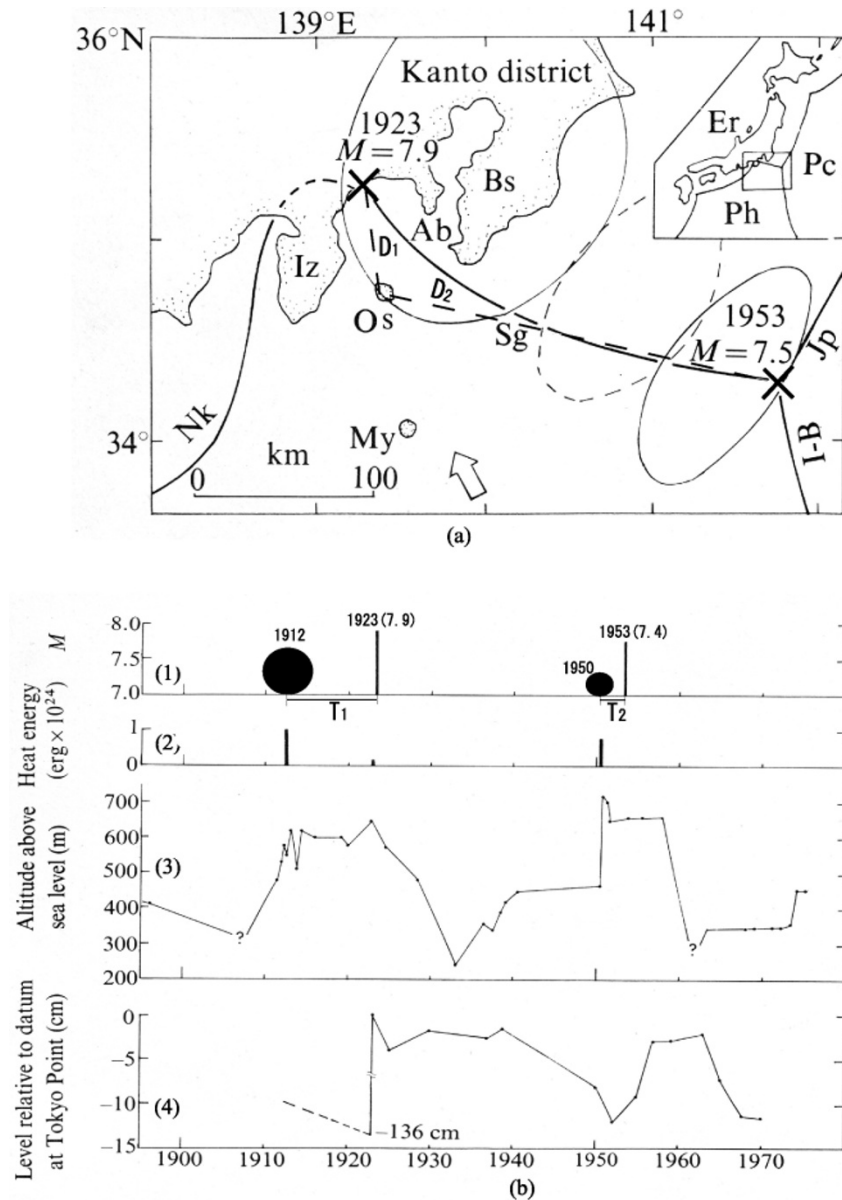 139°E 141°
36°N
Kanto district
1923
M = 7.9
Er
Pc
Ph
Bs
Ab
Iz
D1
D2
Os
Sg
1953
M = 7.5
Jp
Nk
My
34°
I-B
km
0 100
(a)
M
8.0
7.5
7.0
(1)
1912
1923(7.9)
1950
1953(7.4)
T1
T2
Heat energy
(erg × 10²⁴)
1
0
(2)
Altitude above
sea level (m)
700
600
500
400
300
200
(3)
?
?
Level relative to datum
at Tokyo Point (cm)
0
−5
−10
−15
(4)
−136 cm
1900 1910 1920 1930 1940 1950 1960 1970
(b)